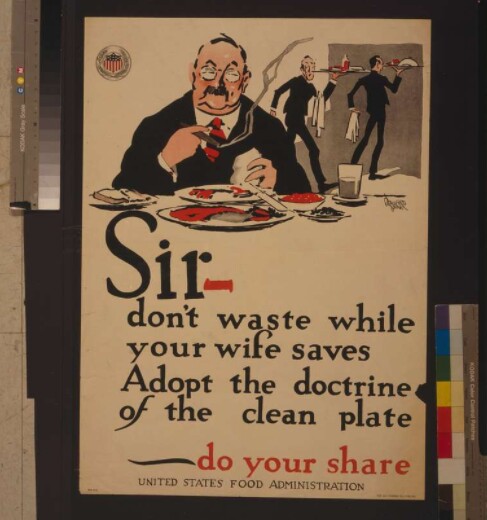 Sir-
don't waste while
your wife saves
Adopt the doctrine
of the clean plate
—do your share
UNITED STATES FOOD ADMINISTRATION